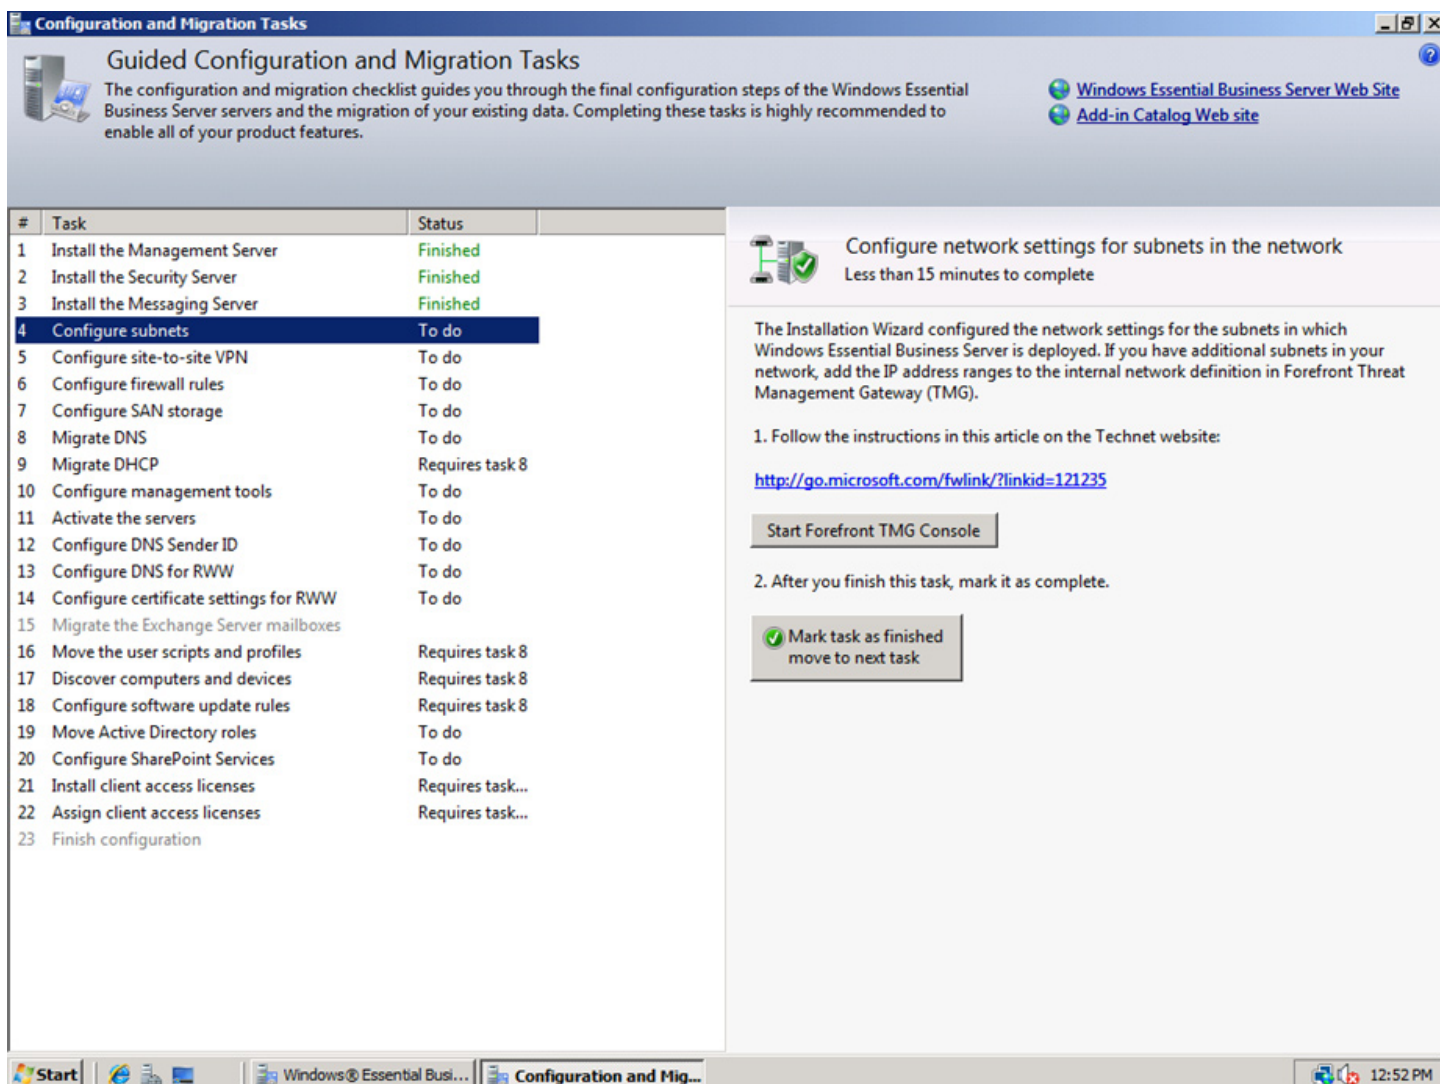 Configuration and Migration Tasks
Guided Configuration and Migration Tasks
The configuration and migration checklist guides you through the final configuration steps of the Windows Essential
Business Server servers and the migration of your existing data. Completing these tasks is highly recommended to
enable all of your product features.
Windows Essential Business Server Web Site
Add-in Catalog Web site
# Task Status
1 Install the Management Server Finished
2 Install the Security Server Finished
3 Install the Messaging Server Finished
4 Configure subnets To do
5 Configure site-to-site VPN To do
6 Configure firewall rules To do
7 Configure SAN storage To do
8 Migrate DNS To do
9 Migrate DHCP Requires task 8
10 Configure management tools To do
11 Activate the servers To do
12 Configure DNS Sender ID To do
13 Configure DNS for RWW To do
14 Configure certificate settings for RWW To do
15 Migrate the Exchange Server mailboxes
16 Move the user scripts and profiles Requires task 8
17 Discover computers and devices Requires task 8
18 Configure software update rules Requires task 8
19 Move Active Directory roles To do
20 Configure SharePoint Services To do
21 Install client access licenses Requires task...
22 Assign client access licenses Requires task...
23 Finish configuration
Configure network settings for subnets in the network
Less than 15 minutes to complete
The Installation Wizard configured the network settings for the subnets in which
Windows Essential Business Server is deployed. If you have additional subnets in your
network, add the IP address ranges to the internal network definition in Forefront Threat
Management Gateway (TMG).
1. Follow the instructions in this article on the Technet website:
http://go.microsoft.com/fwlink/?linkid=121235
Start Forefront TMG Console
2. After you finish this task, mark it as complete.
Mark task as finished
move to next task
Start
Windows® Essential Busi...
Configuration and Mig...
12:52 PM